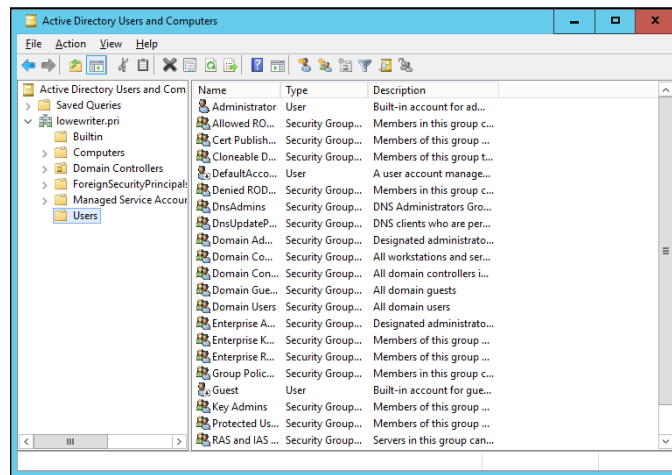 Active Directory Users and Computers
File Action View Help
Active Directory Users and Com
Saved Queries
lowewriter.pri
Builtin
Computers
Domain Controllers
ForeignSecurityPrincipals
Managed Service Accour
Users
Name Type Description
Administrator User Built-in account for ad...
Allowed RO... Security Group... Members in this group c...
Cert Publish... Security Group... Members of this group ...
Cloneable D... Security Group... Members of this group t...
DefaultAcco... User A user account manage...
Denied ROD... Security Group... Members in this group c...
DnsAdmins Security Group... DNS Administrators Gro...
DnsUpdateP... Security Group... DNS clients who are per...
Domain Ad... Security Group... Designated administrato...
Domain Co... Security Group... All workstations and ser...
Domain Con... Security Group... All domain controllers i...
Domain Gue... Security Group... All domain guests
Domain Users Security Group... All domain users
Enterprise A... Security Group... Designated administrato...
Enterprise K... Security Group... Members of this group ...
Enterprise R... Security Group... Members of this group ...
Group Polic... Security Group... Members in this group c...
Guest User Built-in account for gue...
Key Admins Security Group... Members of this group ...
Protected Us... Security Group... Members of this group ...
RAS and IAS ... Security Group... Servers in this group can...